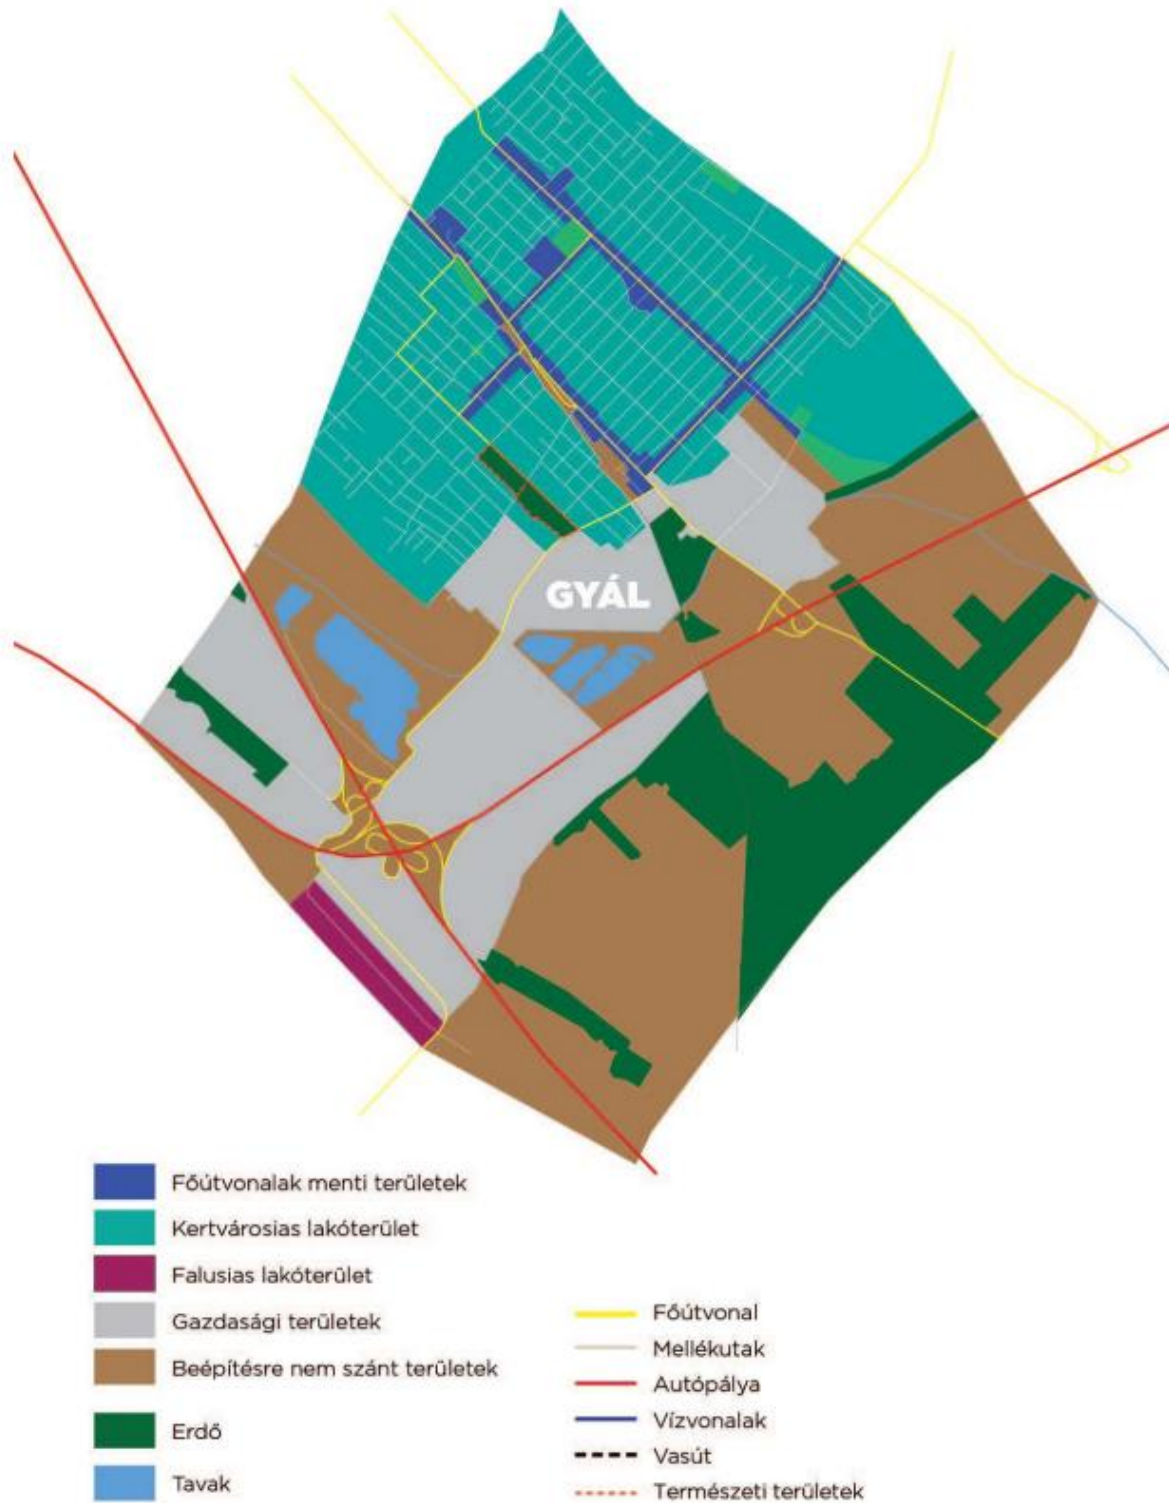 GYÁL
Főútvonalak menti területek
Kertvárosias lakóterület
Falusias lakóterület
Gazdasági területek
Beépítésre nem szánt területek
Erdő
Tavak
Főútvonal
Mellékutak
Autópálya
Vízvonalak
Vasút
Természeti területek